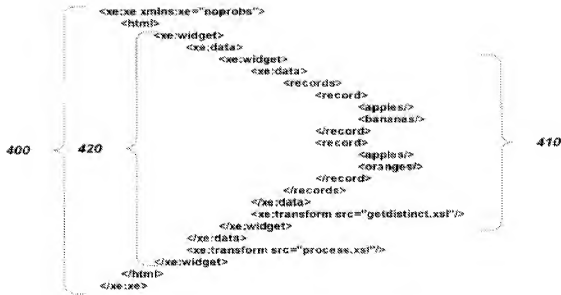 <xe:xe xmlns:xe="noprobs">
<html>
<xe:widget>
<xe:data>
<xe:widget>
<xe:data>
<records>
<record>
<apples/>
<bananas/>
</record>
<record>
<apples/>
<oranges/>
</record>
</records>
</xe:data>
<xe:transform src="getdistinct.xsl"/>
</xe:widget>
</xe:data>
<xe:transform src="process.xsl"/>
</xe:widget>
</html>
</xe:xe>
400
420
410